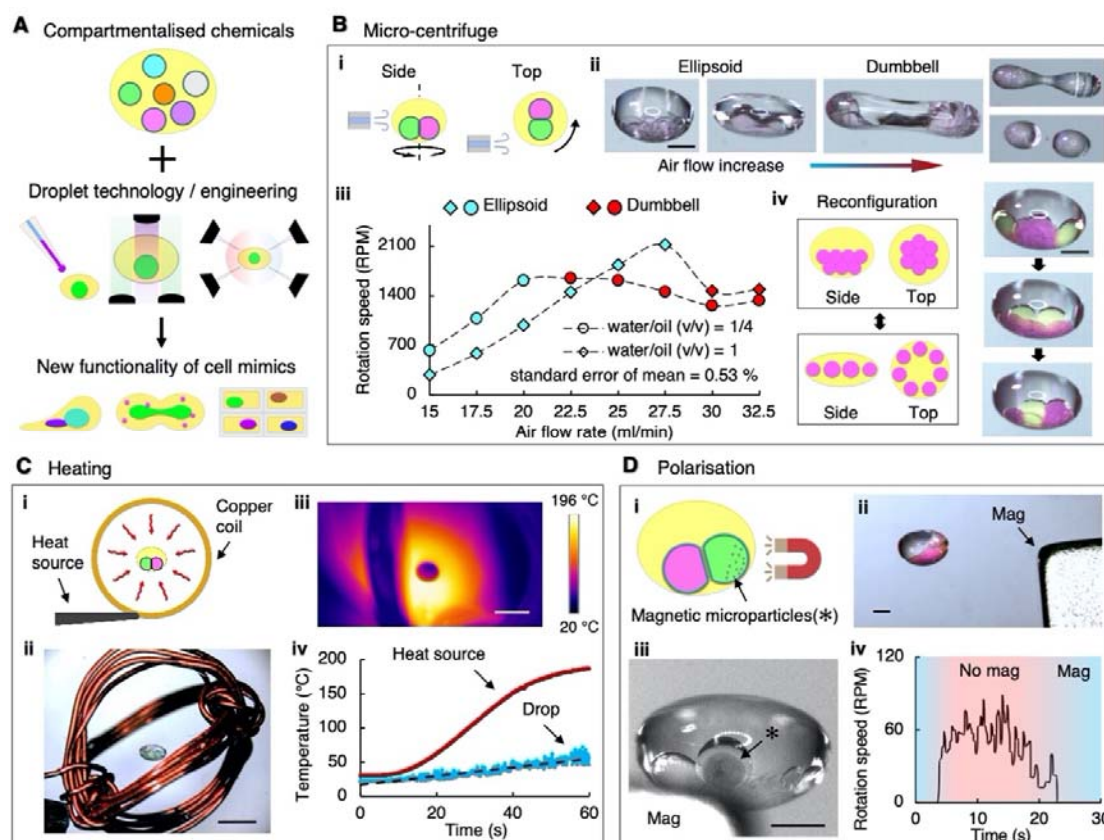 A
Compartmentalised chemicals
+
Droplet technology / engineering
New functionality of cell mimics
B
Micro-centrifuge
i
Side
Top
ii
Ellipsoid
Dumbbell
Air flow increase
iii
Ellipsoid
Dumbbell
Rotation speed (RPM)
2100
1400
700
0
water/oil (v/v) = 1/4
water/oil (v/v) = 1
standard error of mean = 0.53 %
15
17.5
20
22.5
25
27.5
30
32.5
Air flow rate (ml/min)
iv
Reconfiguration
Side
Top
Side
Top
C
Heating
i
Copper
coil
Heat
source
ii
iii
196 °C
20 °C
iv
Temperature (°C)
200
150
100
50
0
Heat source
Drop
0
20
40
60
Time (s)
D
Polarisation
i
Magnetic microparticles(*)
ii
Mag
iii
*
Mag
iv
Rotation speed (RPM)
120
60
0
No mag
Mag
0
10
20
30
Time (s)